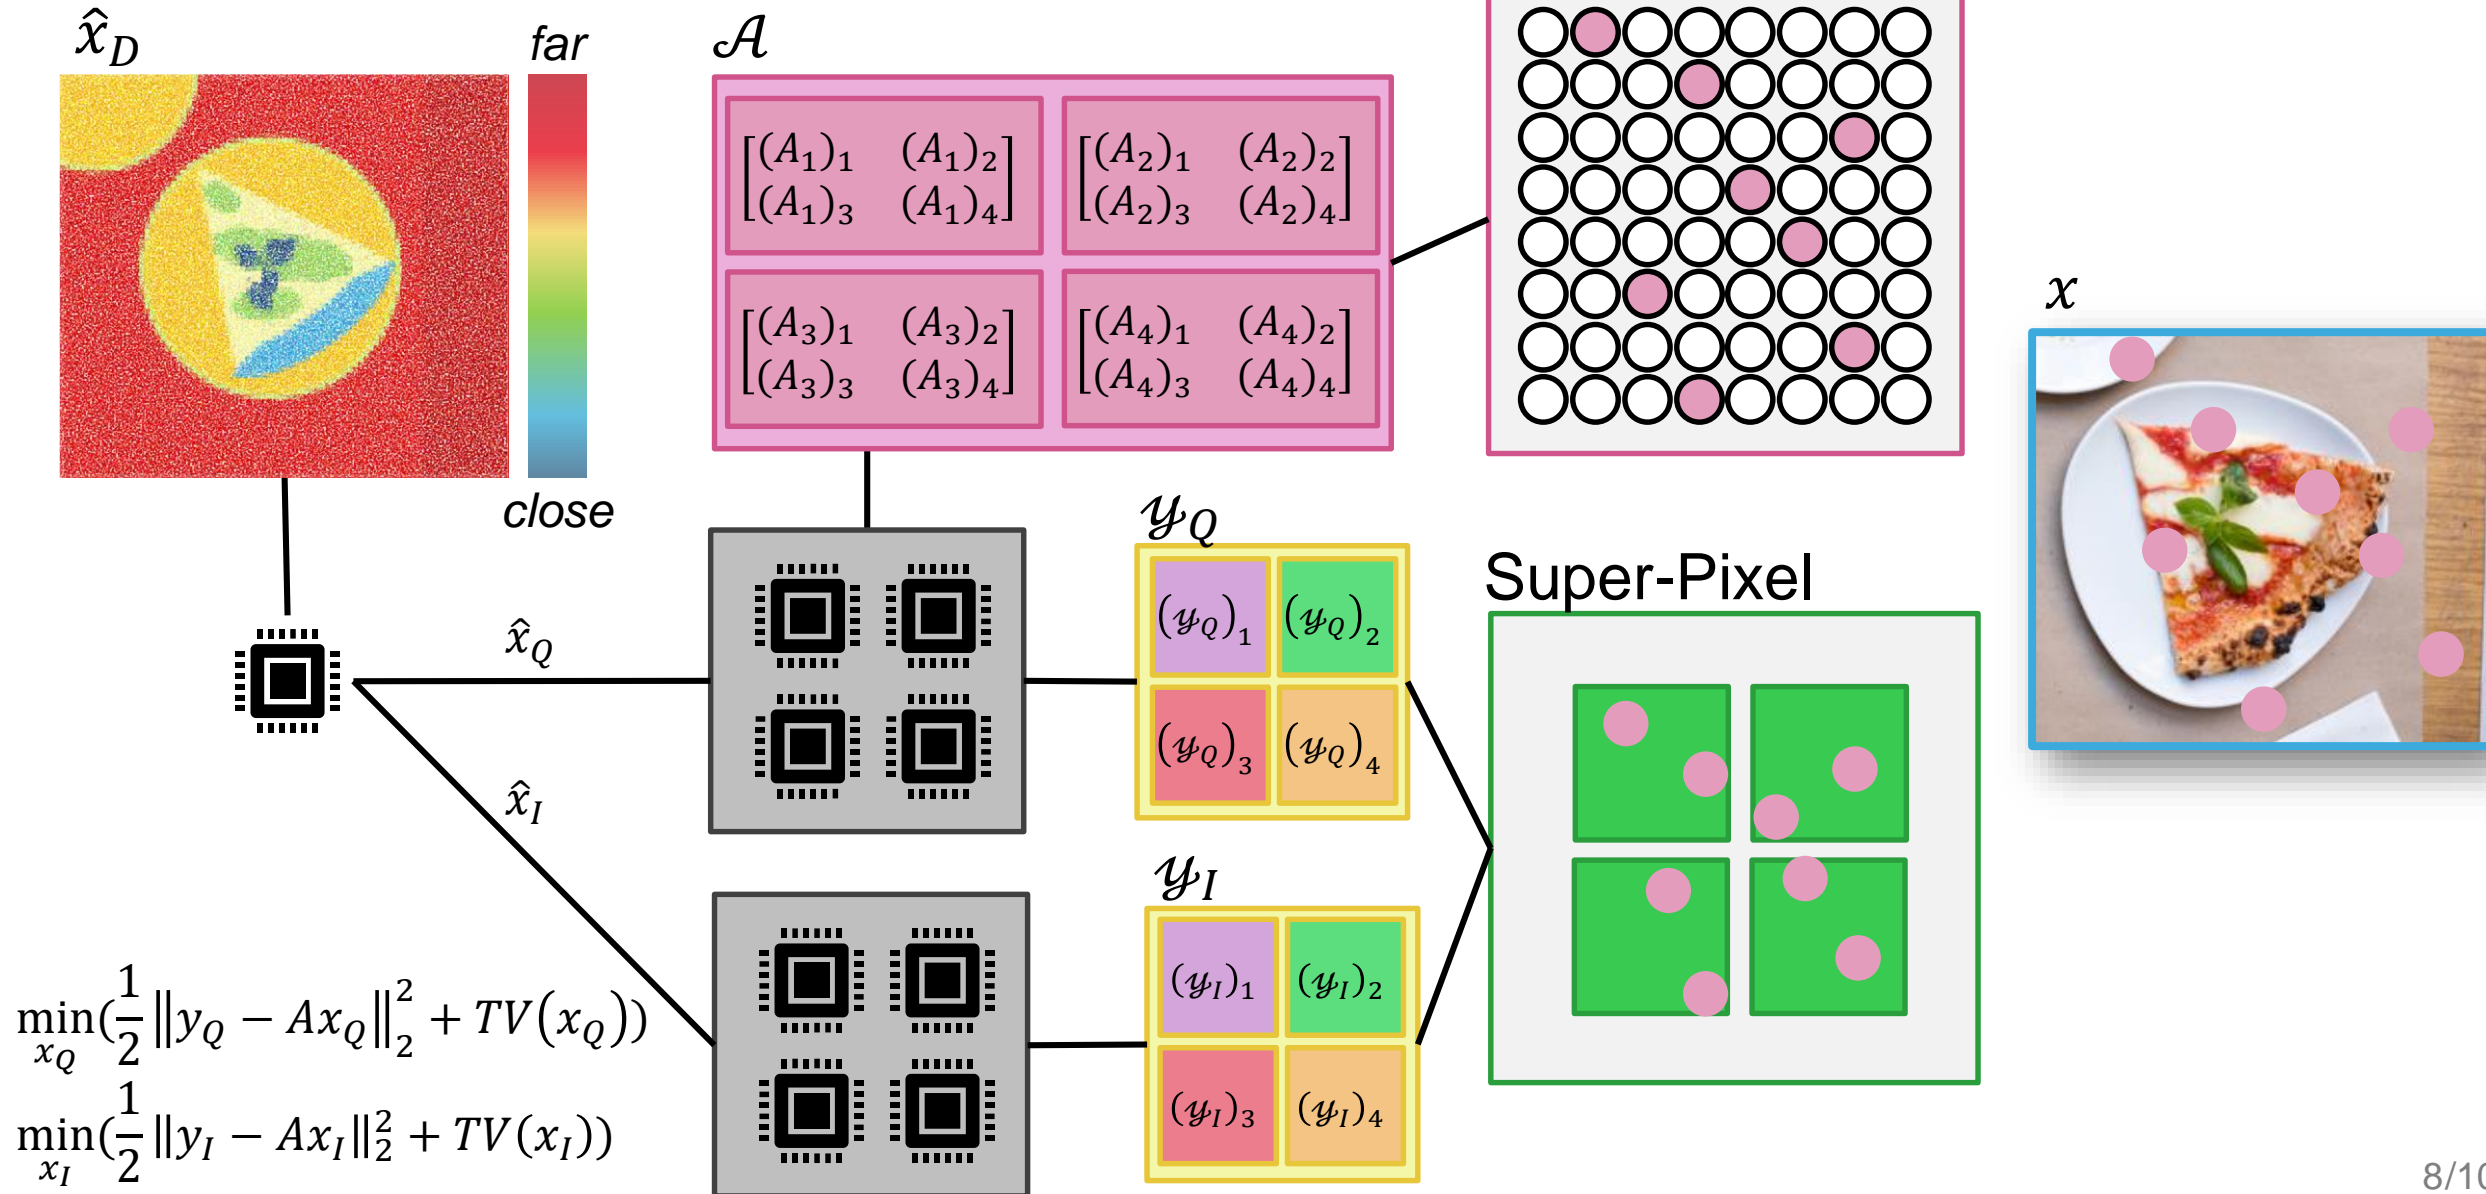 x̂_D
far
close
𝒜
[(A₁)₁ (A₁)₂]
[(A₁)₃ (A₁)₄]
[(A₂)₁ (A₂)₂]
[(A₂)₃ (A₂)₄]
[(A₃)₁ (A₃)₂]
[(A₃)₃ (A₃)₄]
[(A₄)₁ (A₄)₂]
[(A₄)₃ (A₄)₄]
x
x̂_Q
x̂_I
𝓎_Q
(𝓎_Q)₁ (𝓎_Q)₂
(𝓎_Q)₃ (𝓎_Q)₄
Super-Pixel
𝓎_I
(𝓎_I)₁ (𝓎_I)₂
(𝓎_I)₃ (𝓎_I)₄
min_{x_Q}(1/2 ‖y_Q − Ax_Q‖₂² + TV(x_Q))
min_{x_I}(1/2 ‖y_I − Ax_I‖₂² + TV(x_I))
8/10